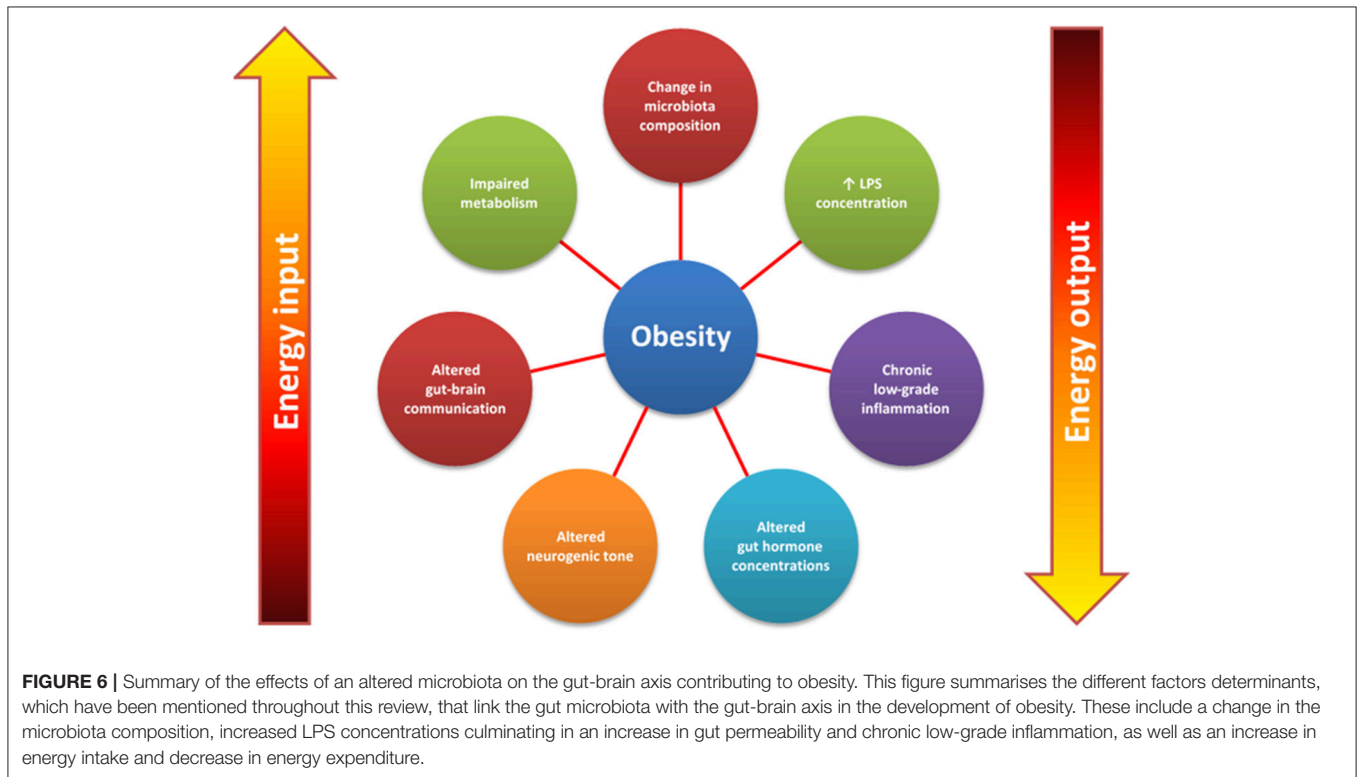 Energy input
Change in
microbiota
composition
↑ LPS
concentration
Chronic
low-grade
inflammation
Altered
gut hormone
concentrations
Altered
neurogenic tone
Altered
gut-brain
communication
Impaired
metabolism
Obesity
Energy output
FIGURE 6 | Summary of the effects of an altered microbiota on the gut-brain axis contributing to obesity. This figure summarises the different factors determinants,
which have been mentioned throughout this review, that link the gut microbiota with the gut-brain axis in the development of obesity. These include a change in the
microbiota composition, increased LPS concentrations culminating in an increase in gut permeability and chronic low-grade inflammation, as well as an increase in
energy intake and decrease in energy expenditure.